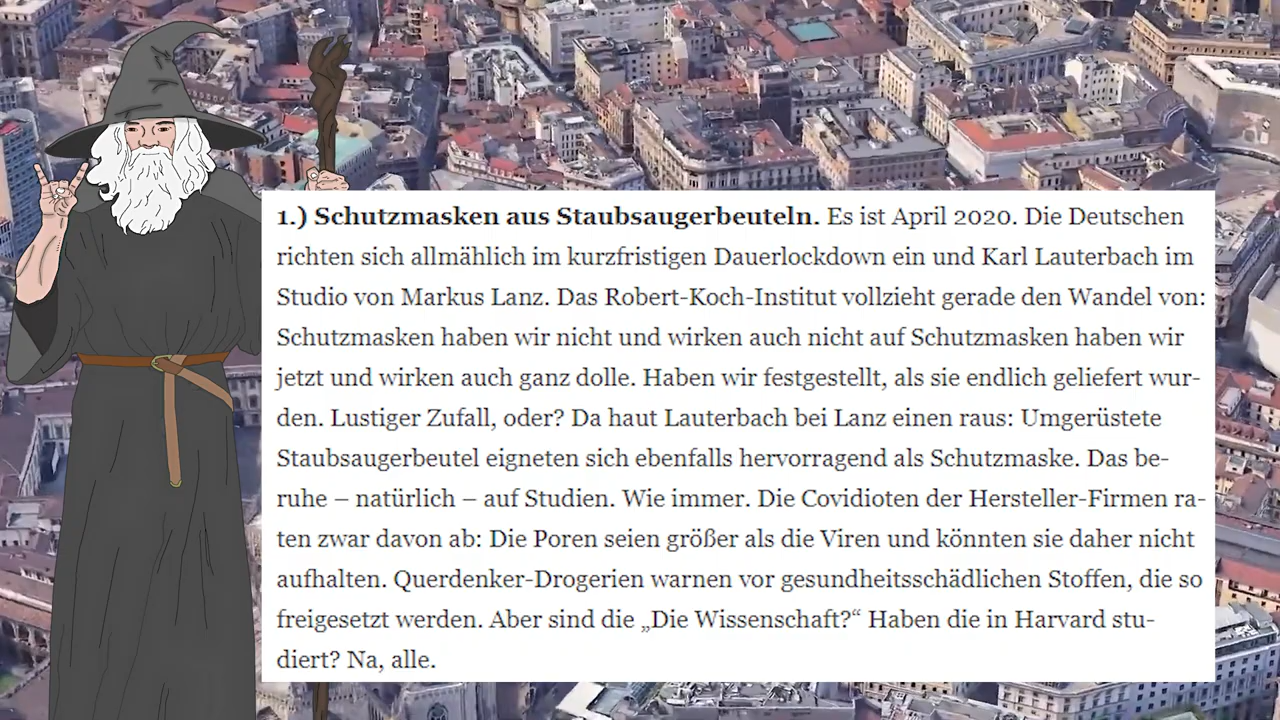 1.) Schutzmasken aus Staubsaugerbeuteln. Es ist April 2020. Die Deutschen
richten sich allmählich im kurzfristigen Dauerlockdown ein und Karl Lauterbach im
Studio von Markus Lanz. Das Robert-Koch-Institut vollzieht gerade den Wandel von:
Schutzmasken haben wir nicht und wirken auch nicht auf Schutzmasken haben wir
jetzt und wirken auch ganz dolle. Haben wir festgestellt, als sie endlich geliefert wur-
den. Lustiger Zufall, oder? Da haut Lauterbach bei Lanz einen raus: Umgerüstete
Staubsaugerbeutel eigneten sich ebenfalls hervorragend als Schutzmaske. Das be-
ruhe – natürlich – auf Studien. Wie immer. Die Covidioten der Hersteller-Firmen ra-
ten zwar davon ab: Die Poren seien größer als die Viren und könnten sie daher nicht
aufhalten. Querdenker-Drogerien warnen vor gesundheitsschädlichen Stoffen, die so
freigesetzt werden. Aber sind die „Die Wissenschaft?“ Haben die in Harvard stu-
diert? Na, alle.